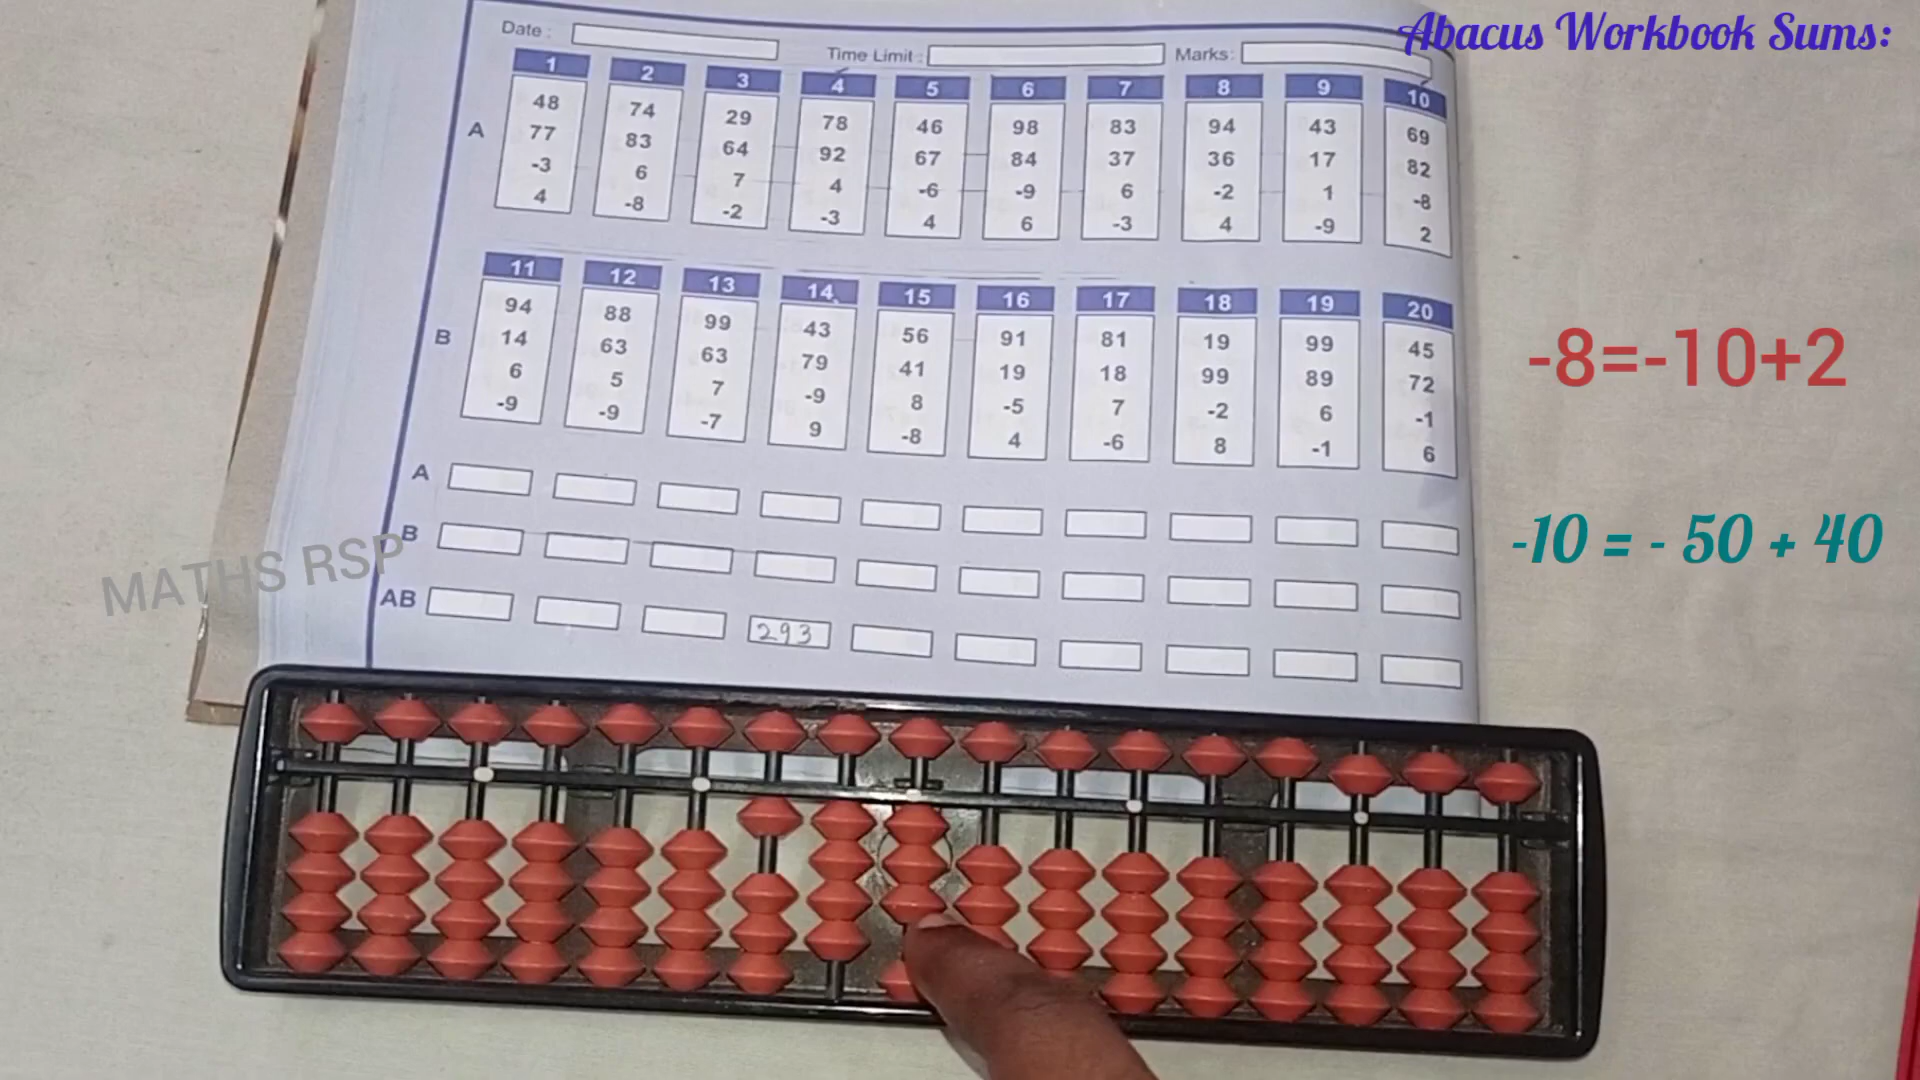 Abacus Workbook Sums:
Date :
Time Limit :
Marks:
1 2 3 4 5 6 7 8 9 10
A
48 74 29 78 46 98 83 94 43 69
77 83 64 92 67 84 37 36 17 82
-3 6 7 4 -6 -9 6 -2 1 -8
4 -8 -2 -3 4 6 -3 4 -9 2
11 12 13 14 15 16 17 18 19 20
B
94 88 99 43 56 91 81 19 99 45
14 63 63 79 41 19 18 99 89 72
6 5 7 -9 8 -5 7 -2 6 -1
-9 -9 -7 9 -8 4 -6 8 -1 6
A
B
AB
293
MATHS RSP
-8=-10+2
-10 = - 50 + 40